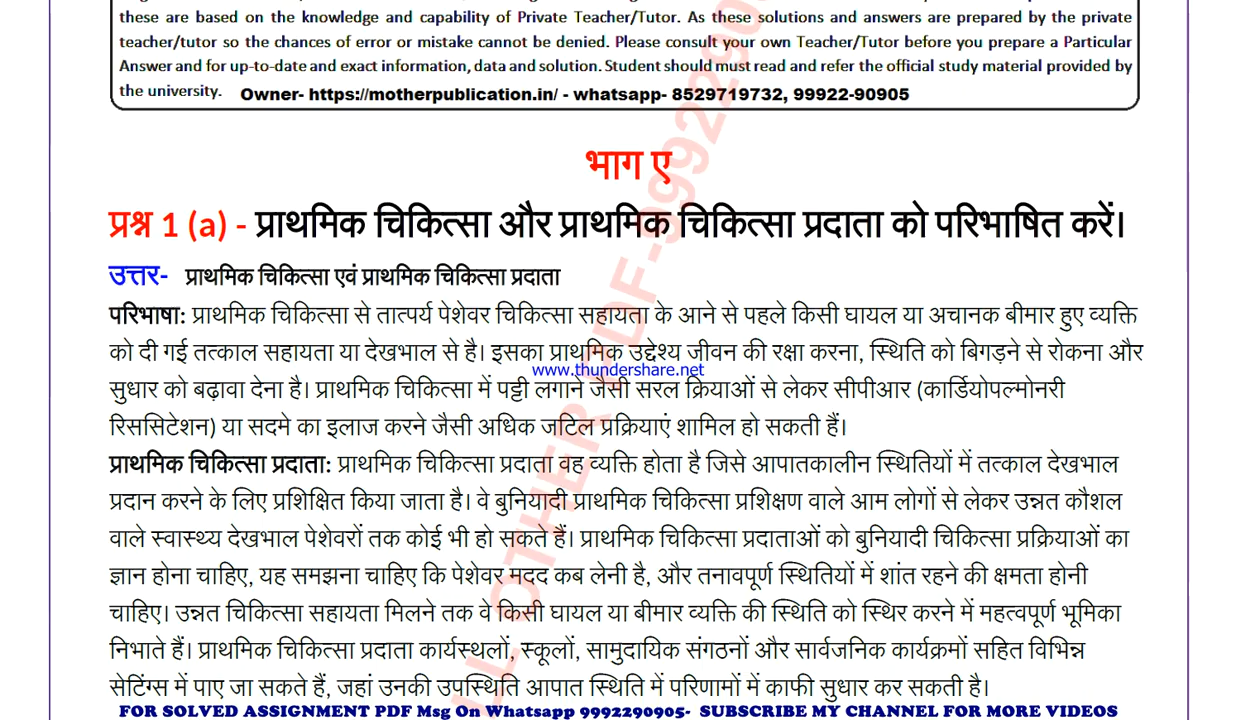 these are based on the knowledge and capability of Private Teacher/Tutor. As these solutions and answers are prepared by the private
teacher/tutor so the chances of error or mistake cannot be denied. Please consult your own Teacher/Tutor before you prepare a Particular
Answer and for up-to-date and exact information, data and solution. Student should must read and refer the official study material provided by
the university. Owner- https://motherpublication.in/ - whatsapp- 8529719732, 99922-90905
भाग ए
प्रश्न 1 (a) - प्राथमिक चिकित्सा और प्राथमिक चिकित्सा प्रदाता को परिभाषित करें।
उत्तर- प्राथमिक चिकित्सा एवं प्राथमिक चिकित्सा प्रदाता
परिभाषा: प्राथमिक चिकित्सा से तात्पर्य पेशेवर चिकित्सा सहायता के आने से पहले किसी घायल या अचानक बीमार हुए व्यक्ति
को दी गई तत्काल सहायता या देखभाल से है। इसका प्राथमिक उद्देश्य जीवन की रक्षा करना, स्थिति को बिगड़ने से रोकना और
www.thundershare.net
सुधार को बढ़ावा देना है। प्राथमिक चिकित्सा में पट्टी लगाने जैसी सरल क्रियाओं से लेकर सीपीआर (कार्डियोपल्मोनरी
रिससिटेशन) या सदमे का इलाज करने जैसी अधिक जटिल प्रक्रियाएं शामिल हो सकती हैं।
प्राथमिक चिकित्सा प्रदाता: प्राथमिक चिकित्सा प्रदाता वह व्यक्ति होता है जिसे आपातकालीन स्थितियों में तत्काल देखभाल
प्रदान करने के लिए प्रशिक्षित किया जाता है। वे बुनियादी प्राथमिक चिकित्सा प्रशिक्षण वाले आम लोगों से लेकर उन्नत कौशल
वाले स्वास्थ्य देखभाल पेशेवरों तक कोई भी हो सकते हैं। प्राथमिक चिकित्सा प्रदाताओं को बुनियादी चिकित्सा प्रक्रियाओं का
ज्ञान होना चाहिए, यह समझना चाहिए कि पेशेवर मदद कब लेनी है, और तनावपूर्ण स्थितियों में शांत रहने की क्षमता होनी
चाहिए। उन्नत चिकित्सा सहायता मिलने तक वे किसी घायल या बीमार व्यक्ति की स्थिति को स्थिर करने में महत्वपूर्ण भूमिका
निभाते हैं। प्राथमिक चिकित्सा प्रदाता कार्यस्थलों, स्कूलों, सामुदायिक संगठनों और सार्वजनिक कार्यक्रमों सहित विभिन्न
सेटिंग्स में पाए जा सकते हैं, जहां उनकी उपस्थिति आपात स्थिति में परिणामों में काफी सुधार कर सकती है।
FOR SOLVED ASSIGNMENT PDF Msg On Whatsapp 9992290905- SUBSCRIBE MY CHANNEL FOR MORE VIDEOS
OTHER PDF-999229090